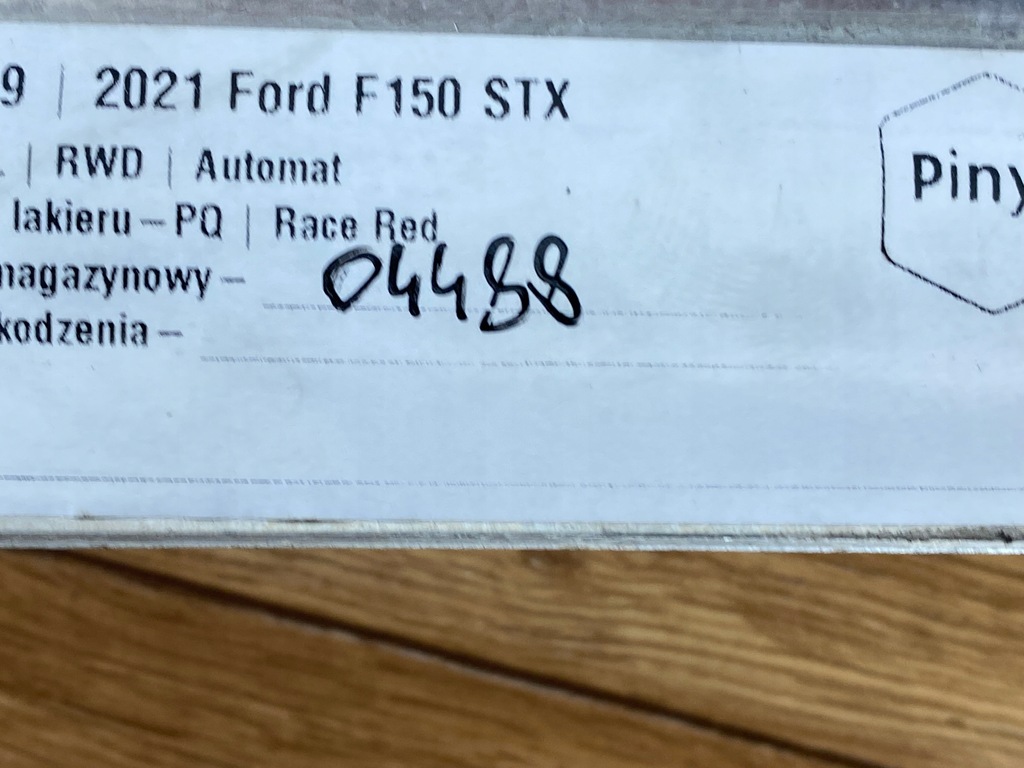 9 | 2021 Ford F150 STX
| RWD | Automat
lakieru – PQ | Race Red
magazynowy – 04488
kodzenia –
Piny